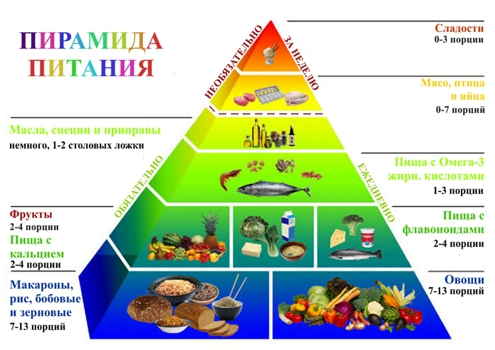 ПИРАМИДА
ПИТАНИЯ
НЕОБЯЗАТЕЛЬНО
ЗА НЕДЕЛЮ
Сладости
0-3 порции
Мясо, птица
и яйца
0-7 порций
Масла, специи и приправы
немного, 1-2 столовых ложки
ОБЯЗАТЕЛЬНО
ЕЖЕДНЕВНО
Пища с Омега-3
жирн. кислотами
1-3 порций
Фрукты
2-4 порции
Пища с
кальцием
2-4 порции
Пища с
флавоноидами
2-4 порции
Макароны,
рис, бобовые
и зерновые
7-13 порций
Овощи
7-13 порций